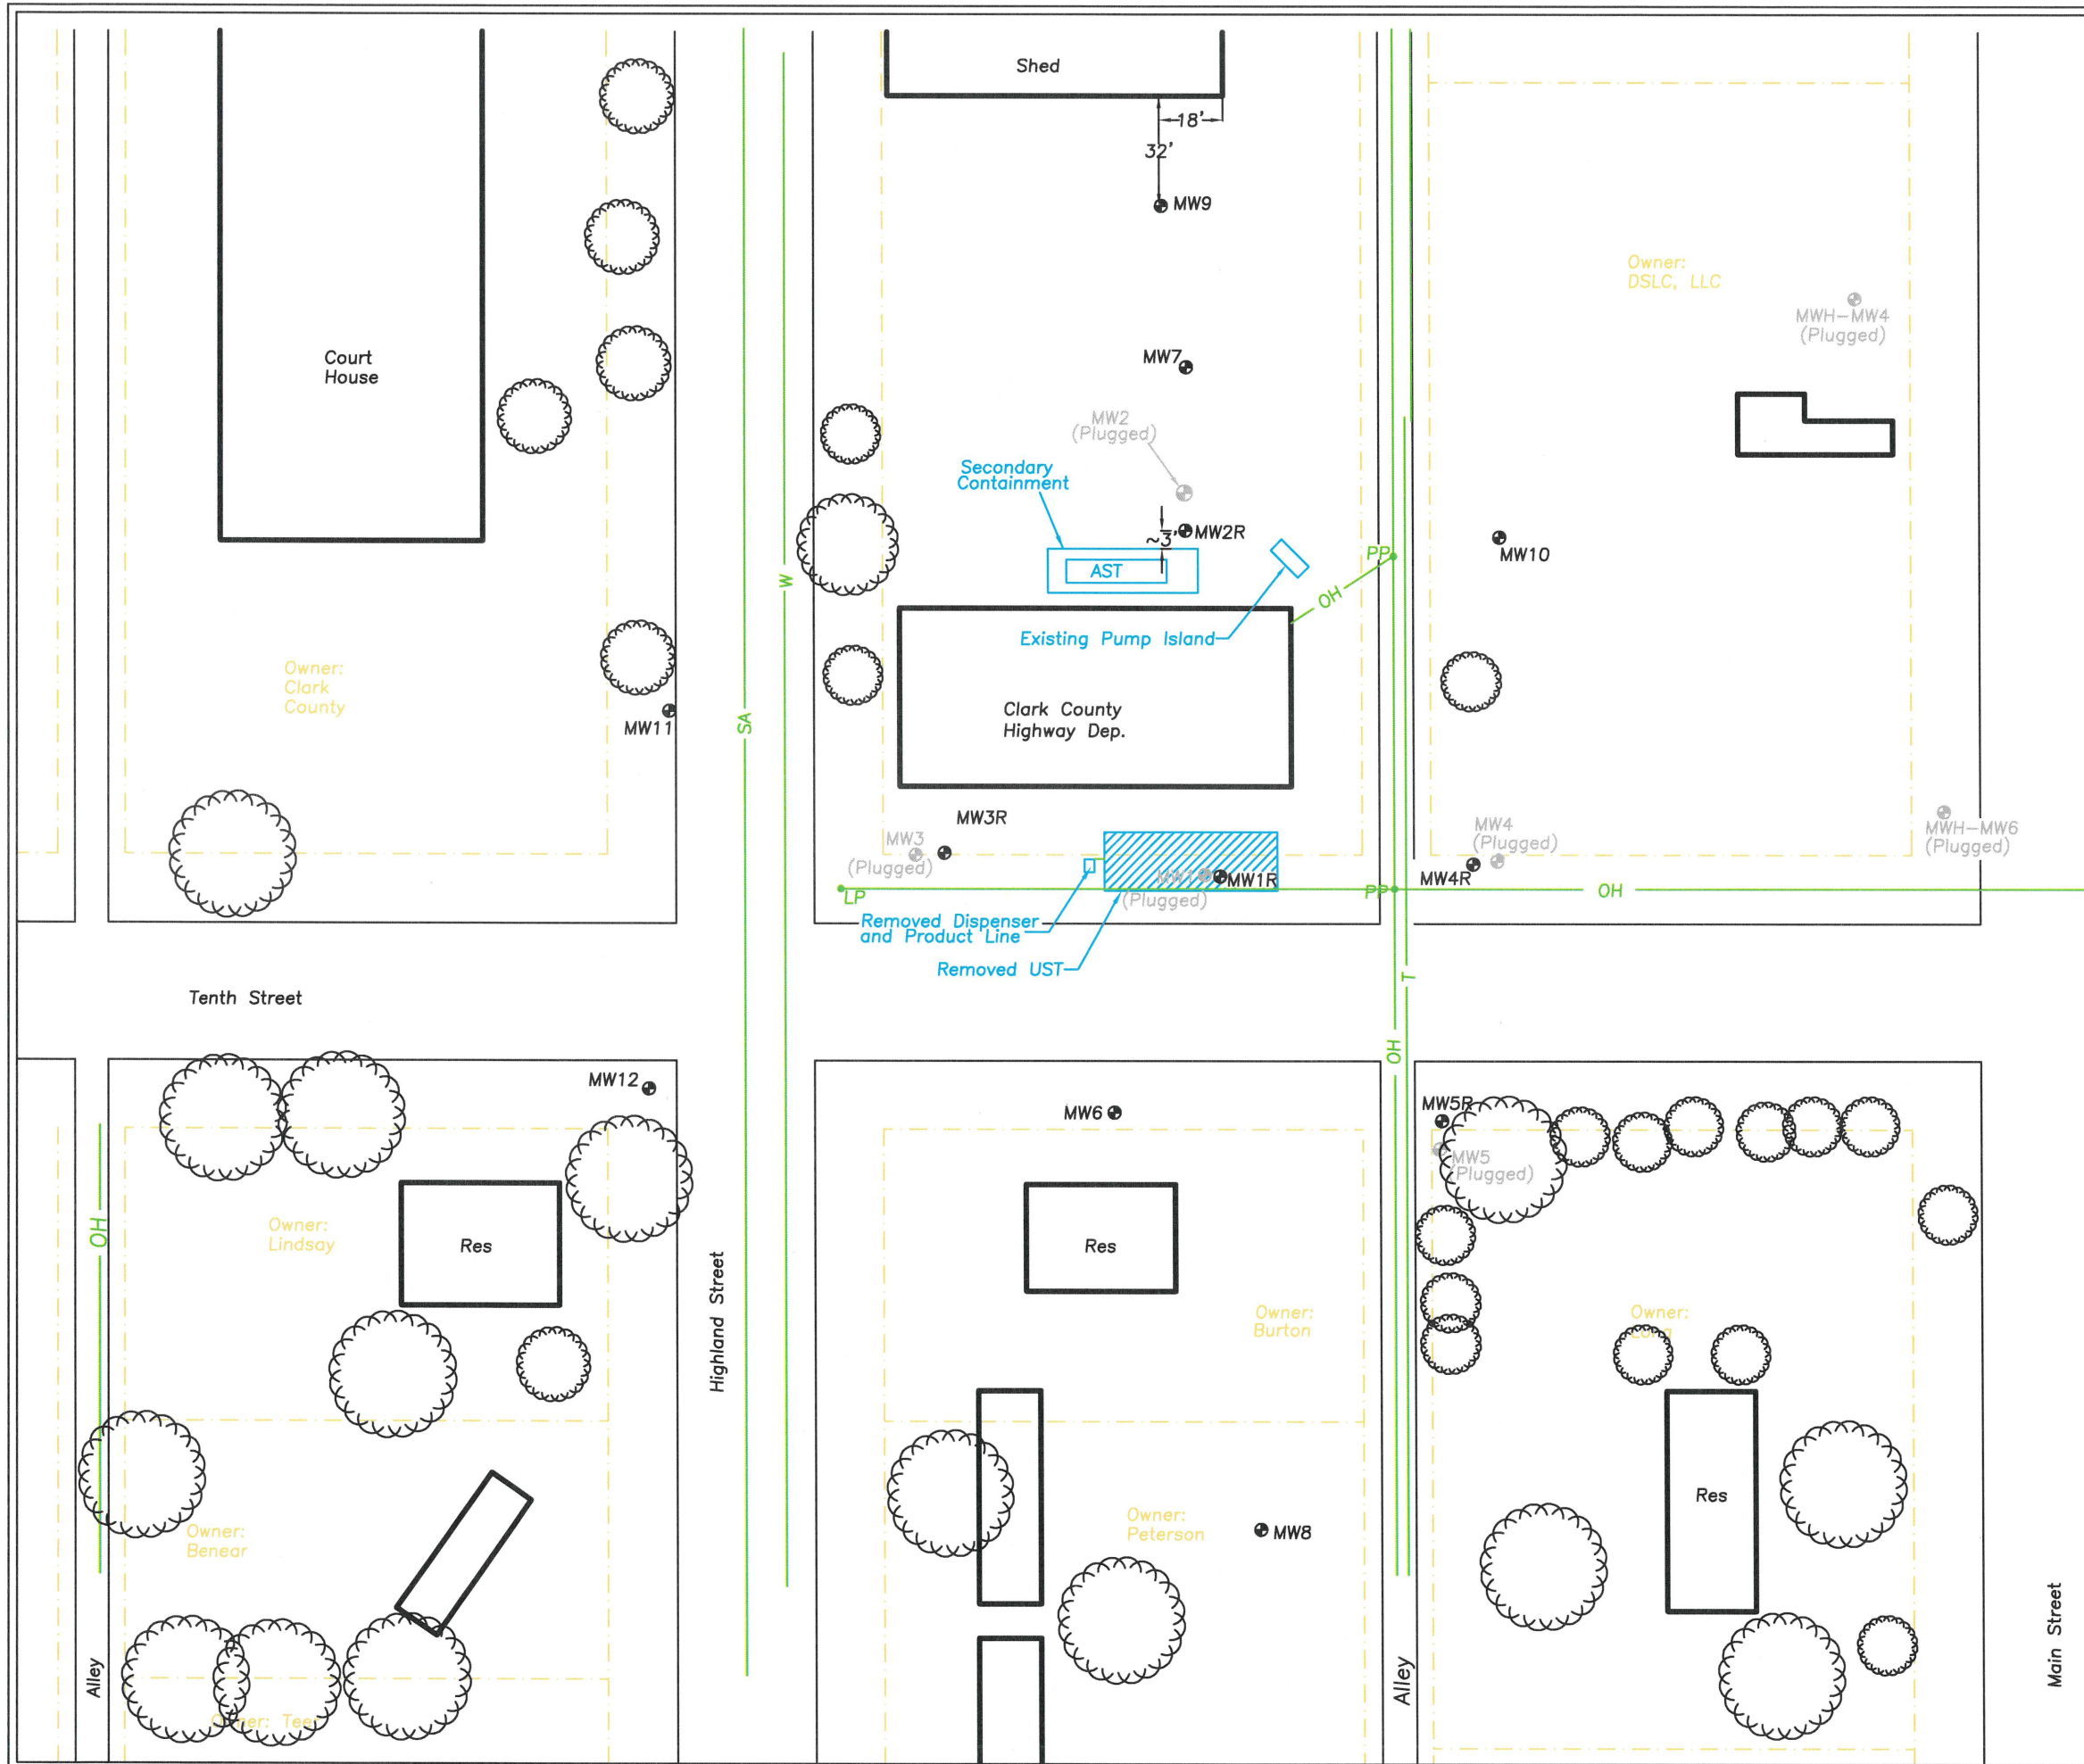 Shed
18'
32'
MW9
Owner:
DSLC, LLC
MWH-MW4
(Plugged)
Court
House
MW7
MW2
(Plugged)
Secondary
Containment
MW2R
~3'
AST
PP
OH
MW10
W
Existing Pump Island
Owner:
Clark
County
MW11
SA
Clark County
Highway Dep.
MW3R
MW3
(Plugged)
MW4
(Plugged)
MWH-MW6
(Plugged)
MW1R
(Plugged)
MW4R
LP
PP
OH
Removed Dispenser
and Product Line
Removed UST
T
Tenth Street
OH
MW12
MW6
MW5R
MW5
(Plugged)
OH
Owner:
Lindsay
Res
Res
Highland Street
Owner:
Burton
Owner:
Res
Owner:
Benear
Owner:
Peterson
MW8
Alley
Alley
Main Street